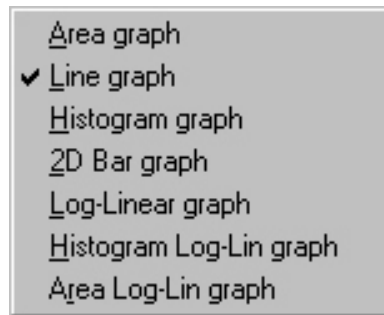 Area graph
Line graph
Histogram graph
2D Bar graph
Log-Linear graph
Histogram Log-Lin graph
Area Log-Lin graph